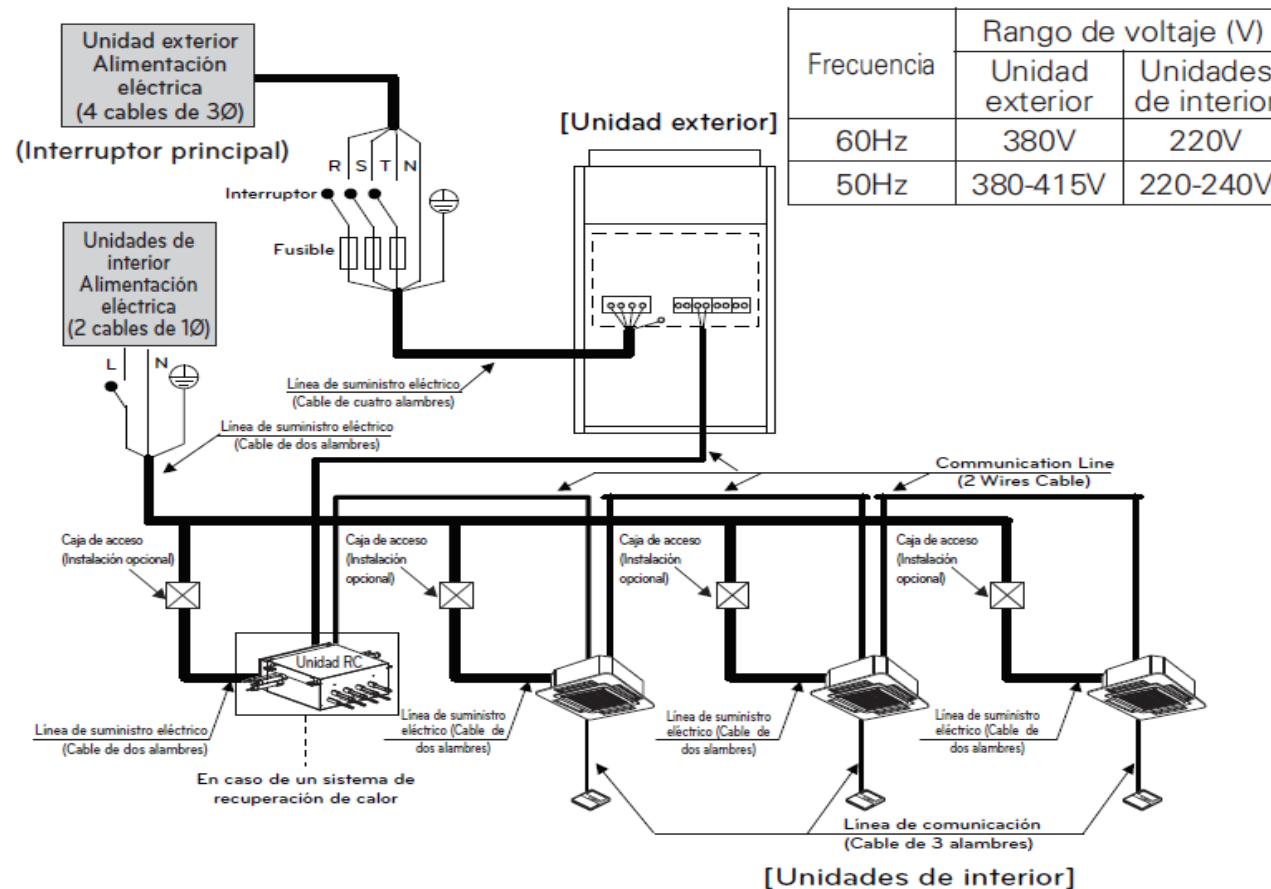 Unidad exterior
Alimentación
eléctrica
(4 cables de 3Ø)
(Interruptor principal)
R S T N
Interruptor
Fusible
[Unidad exterior]
Frecuencia
Rango de voltaje (V)
Unidad
exterior
Unidades
de interior
60Hz 380V 220V
50Hz 380-415V 220-240V
Unidades de
interior
Alimentación
eléctrica
(2 cables de 1Ø)
L N
Línea de suministro eléctrico
(Cable de cuatro alambres)
Línea de suministro eléctrico
(Cable de dos alambres)
Communication Line
(2 Wires Cable)
Caja de acceso
(Instalación opcional)
Caja de acceso
(Instalación
opcional)
Caja de acceso
(Instalación
opcional)
Caja de acceso
(Instalación
opcional)
Unidad RC
Línea de suministro eléctrico
(Cable de dos alambres)
Línea de suministro
eléctrico (Cable de
dos alambres)
Línea de suministro
eléctrico (Cable de
dos alambres)
Línea de suministro
eléctrico (Cable de
dos alambres)
En caso de un sistema de
recuperación de calor
Línea de comunicación
(Cable de 3 alambres)
[Unidades de interior]